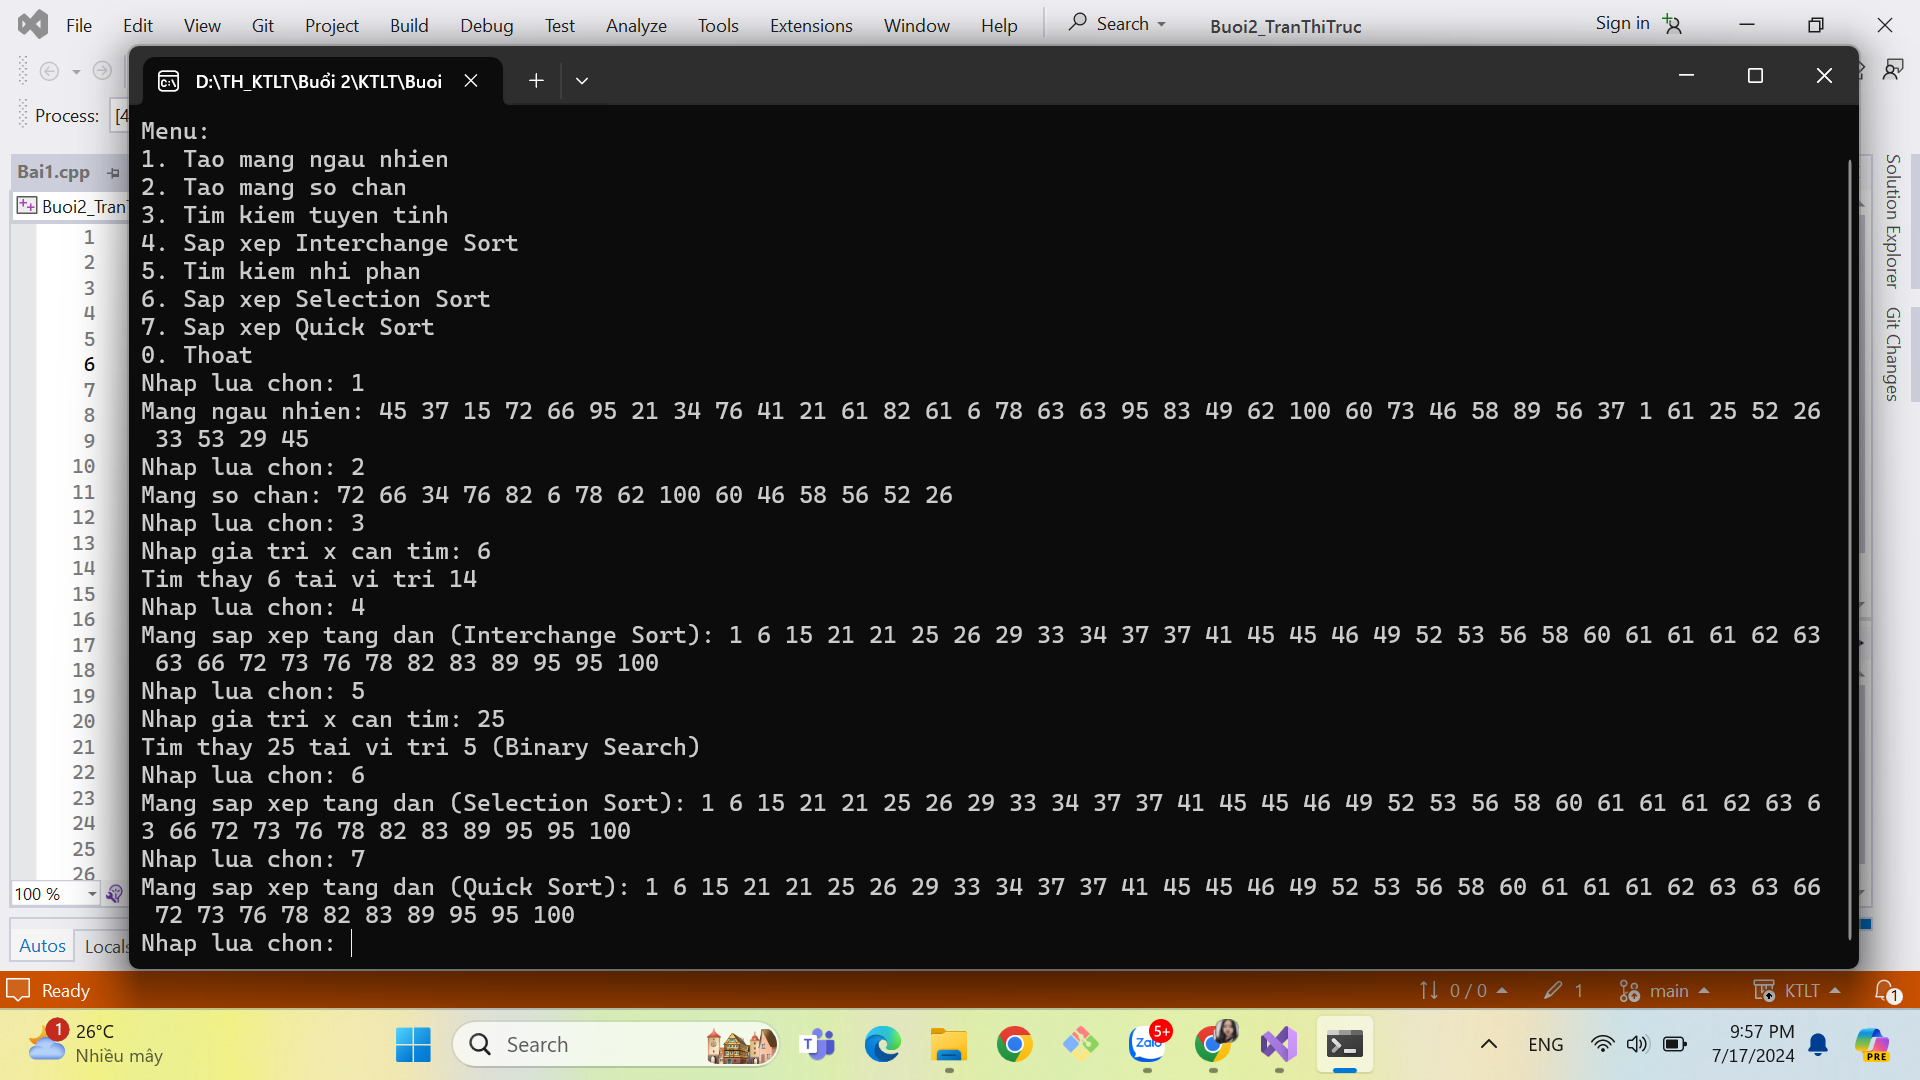 File Edit View Git Project Build Debug Test Analyze Tools Extensions Window Help Search Buoi2_TranThiTruc Sign in
D:\TH_KTLT\Buổi 2\KTLT\Buoi
Process: [4
Bai1.cpp
Buoi2_Tran
1
2
3
4
5
6
7
8
9
10
11
12
13
14
15
16
17
18
19
20
21
22
23
24
25
26
Menu:
1. Tao mang ngau nhien
2. Tao mang so chan
3. Tim kiem tuyen tinh
4. Sap xep Interchange Sort
5. Tim kiem nhi phan
6. Sap xep Selection Sort
7. Sap xep Quick Sort
0. Thoat
Nhap lua chon: 1
Mang ngau nhien: 45 37 15 72 66 95 21 34 76 41 21 61 82 61 6 78 63 63 95 83 49 62 100 60 73 46 58 89 56 37 1 61 25 52 26
33 53 29 45
Nhap lua chon: 2
Mang so chan: 72 66 34 76 82 6 78 62 100 60 46 58 56 52 26
Nhap lua chon: 3
Nhap gia tri x can tim: 6
Tim thay 6 tai vi tri 14
Nhap lua chon: 4
Mang sap xep tang dan (Interchange Sort): 1 6 15 21 21 25 26 29 33 34 37 37 41 45 45 46 49 52 53 56 58 60 61 61 61 62 63
63 66 72 73 76 78 82 83 89 95 95 100
Nhap lua chon: 5
Nhap gia tri x can tim: 25
Tim thay 25 tai vi tri 5 (Binary Search)
Nhap lua chon: 6
Mang sap xep tang dan (Selection Sort): 1 6 15 21 21 25 26 29 33 34 37 37 41 45 45 46 49 52 53 56 58 60 61 61 61 62 63 6
3 66 72 73 76 78 82 83 89 95 95 100
Nhap lua chon: 7
Mang sap xep tang dan (Quick Sort): 1 6 15 21 21 25 26 29 33 34 37 37 41 45 45 46 49 52 53 56 58 60 61 61 61 62 63 63 66
72 73 76 78 82 83 89 95 95 100
Nhap lua chon:
Solution Explorer
Git Changes
100 %
Autos Locals
Ready 0 / 0 1 main KTLT 1
1 26°C
Nhiều mây
Search
T
Zalo 5+
ENG
9:57 PM
7/17/2024
PRE